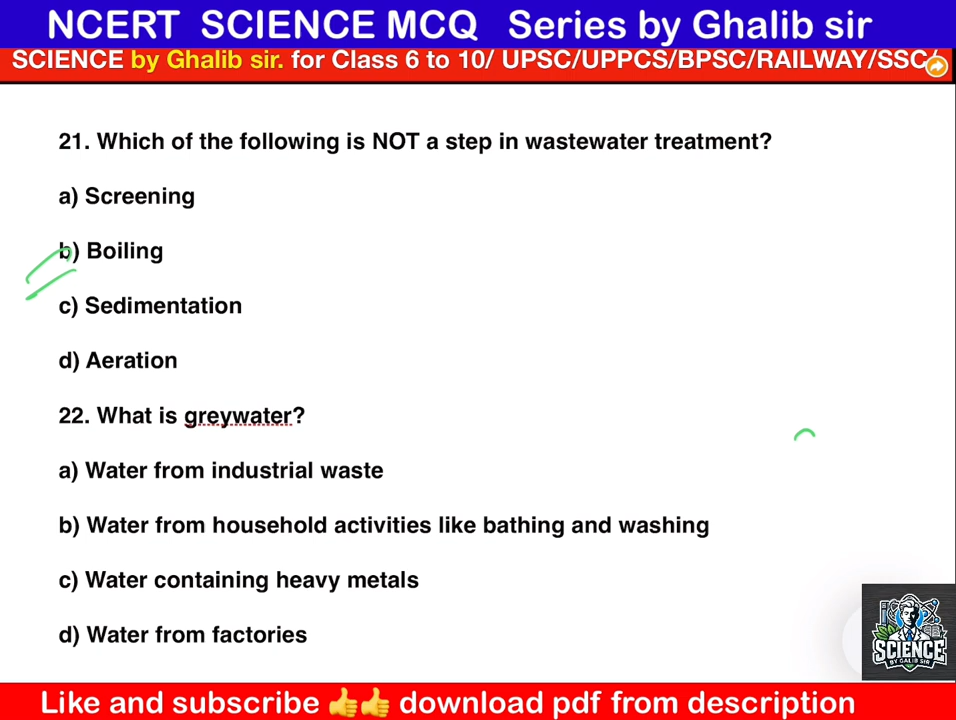 NCERT SCIENCE MCQ Series by Ghalib sir
SCIENCE by Ghalib sir. for Class 6 to 10/ UPSC/UPPCS/BPSC/RAILWAY/SSC/
21. Which of the following is NOT a step in wastewater treatment?
a) Screening
b) Boiling
c) Sedimentation
d) Aeration
22. What is greywater?
a) Water from industrial waste
b) Water from household activities like bathing and washing
c) Water containing heavy metals
d) Water from factories
SCIENCE
BY GALIB SIR
Like and subscribe 👍👍 download pdf from description